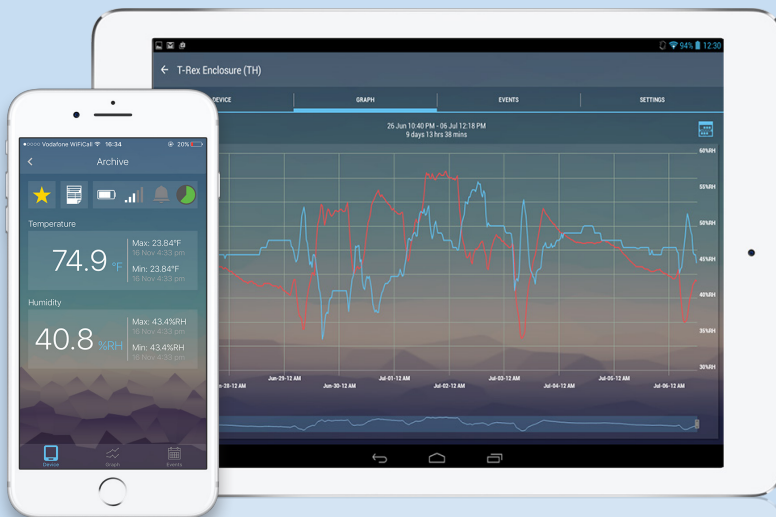 94% 12:30
T-Rex Enclosure (TH)
DEVICE GRAPH EVENTS SETTINGS
26 Jun 10:40 PM - 06 Jul 12:18 PM
9 days 13 hrs 38 mins
60%RH
55%RH
50%RH
45%RH
40%RH
35%RH
30%RH
Jun-29-12 AM
Jun-30-12 AM
Jul-01-12 AM
Jul-02-12 AM
Jul-03-12 AM
Jul-04-12 AM
Jul-05-12 AM
Jul-06-12 AM
Vodafone WiFiCall 16:34 20%
Archive
Temperature
74.9 °F
Max: 23.84°F
16 Nov 4:33 pm
Min: 23.84°F
16 Nov 4:33 pm
Humidity
40.8 %RH
Max: 43.4%RH
16 Nov 4:33 pm
Min: 43.4%RH
16 Nov 4:33 pm
Device Graph Events